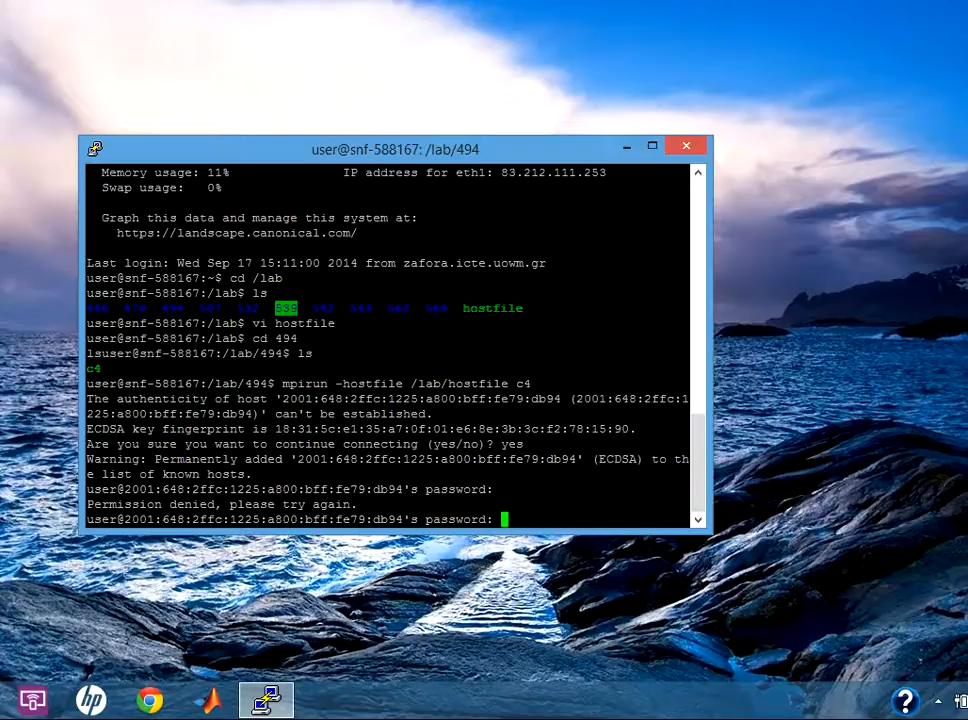 user@snf-588167: /lab/494
Memory usage: 11% IP address for eth1: 83.212.111.253
Swap usage: 0%
Graph this data and manage this system at:
https://landscape.canonical.com/
Last login: Wed Sep 17 15:11:00 2014 from zafora.icte.uowm.gr
user@snf-588167:~$ cd /lab
user@snf-588167:/lab$ ls
494 507 532 535 542 543 562 hostfile
user@snf-588167:/lab$ vi hostfile
user@snf-588167:/lab$ cd 494
lsuser@snf-588167:/lab/494$ ls
c4
user@snf-588167:/lab/494$ mpirun -hostfile /lab/hostfile c4
The authenticity of host '2001:648:2ffc:1225:a800:bff:fe79:db94 (2001:648:2ffc:1
225:a800:bff:fe79:db94)' can't be established.
ECDSA key fingerprint is 18:31:5c:e1:35:a7:0f:01:e6:8e:3b:3c:f2:78:15:90.
Are you sure you want to continue connecting (yes/no)? yes
Warning: Permanently added '2001:648:2ffc:1225:a800:bff:fe79:db94' (ECDSA) to th
e list of known hosts.
user@2001:648:2ffc:1225:a800:bff:fe79:db94's password:
Permission denied, please try again.
user@2001:648:2ffc:1225:a800:bff:fe79:db94's password:
hp
?